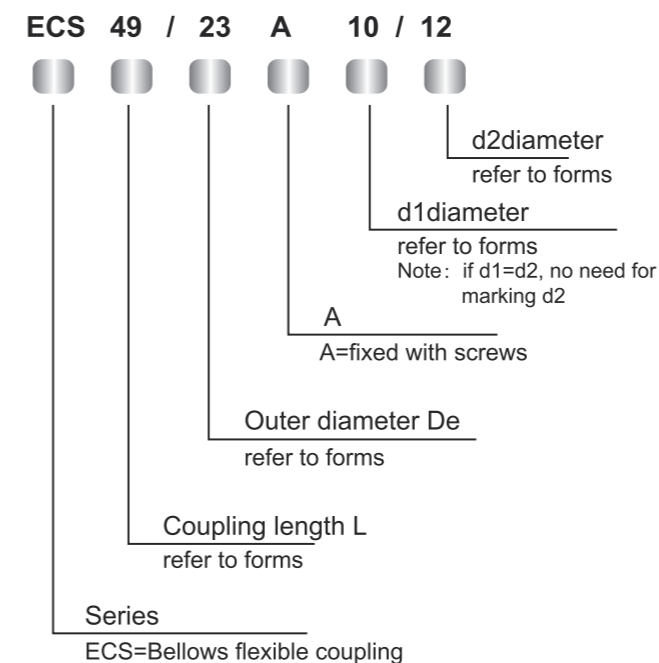 ECS 49 / 23 A 10 / 12
d2diameter
refer to forms
d1diameter
refer to forms
Note: if d1=d2, no need for
marking d2
A
A=fixed with screws
Outer diameter De
refer to forms
Coupling length L
refer to forms
Series
ECS=Bellows flexible coupling